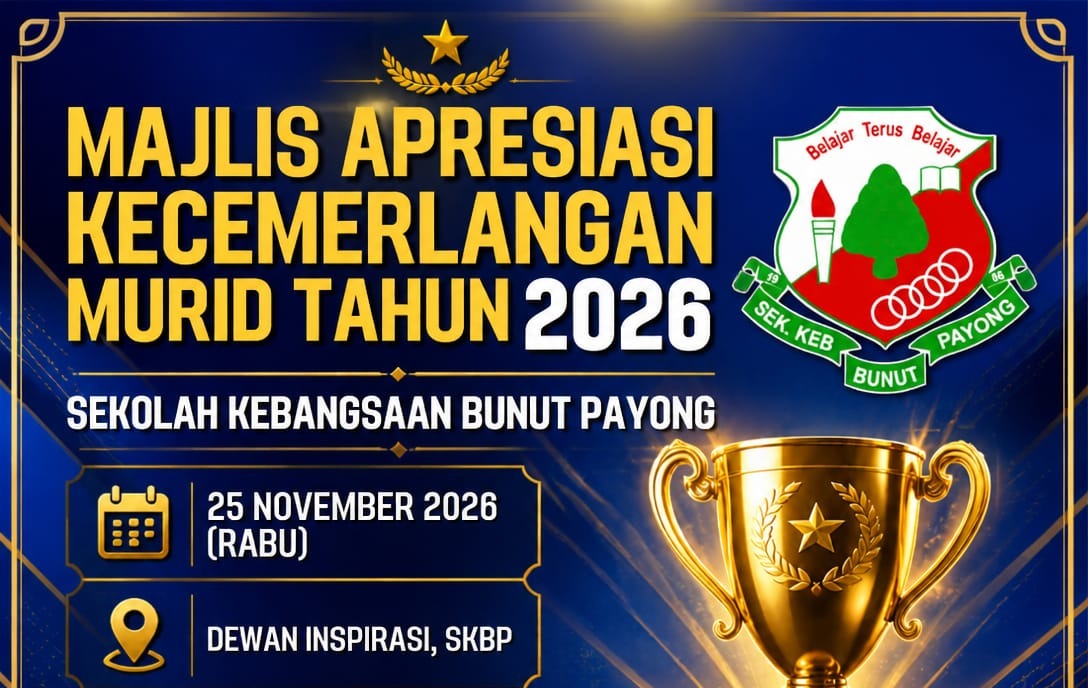 MAJLIS APRESIASI
KECEMERLANGAN
MURID TAHUN 2026
Belajar Terus Belajar
19 86
SEK. KEB BUNUT PAYONG
SEKOLAH KEBANGSAAN BUNUT PAYONG
25 NOVEMBER 2026
(RABU)
DEWAN INSPIRASI, SKBP